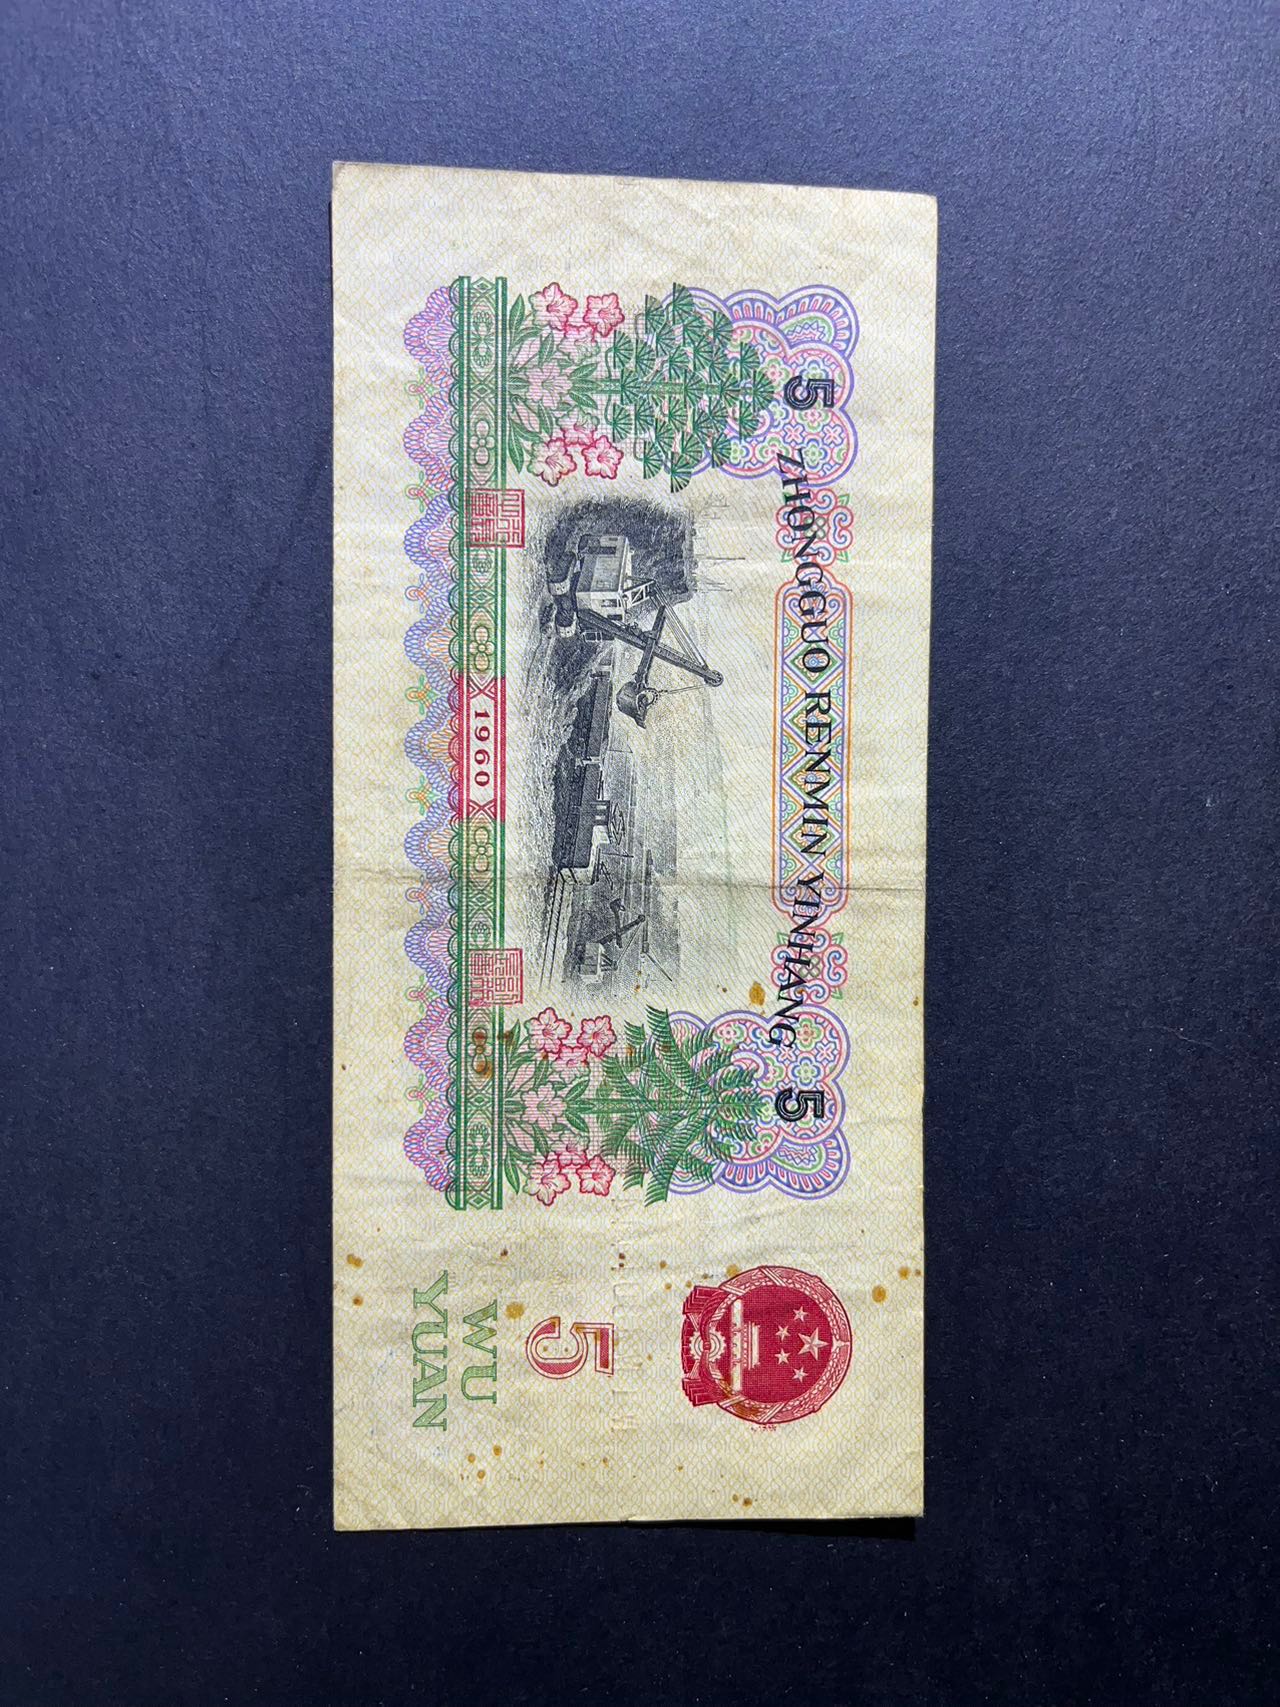 5 ZHONGGUO RENMIN YINHANG 5
1960
5
WU
YUAN